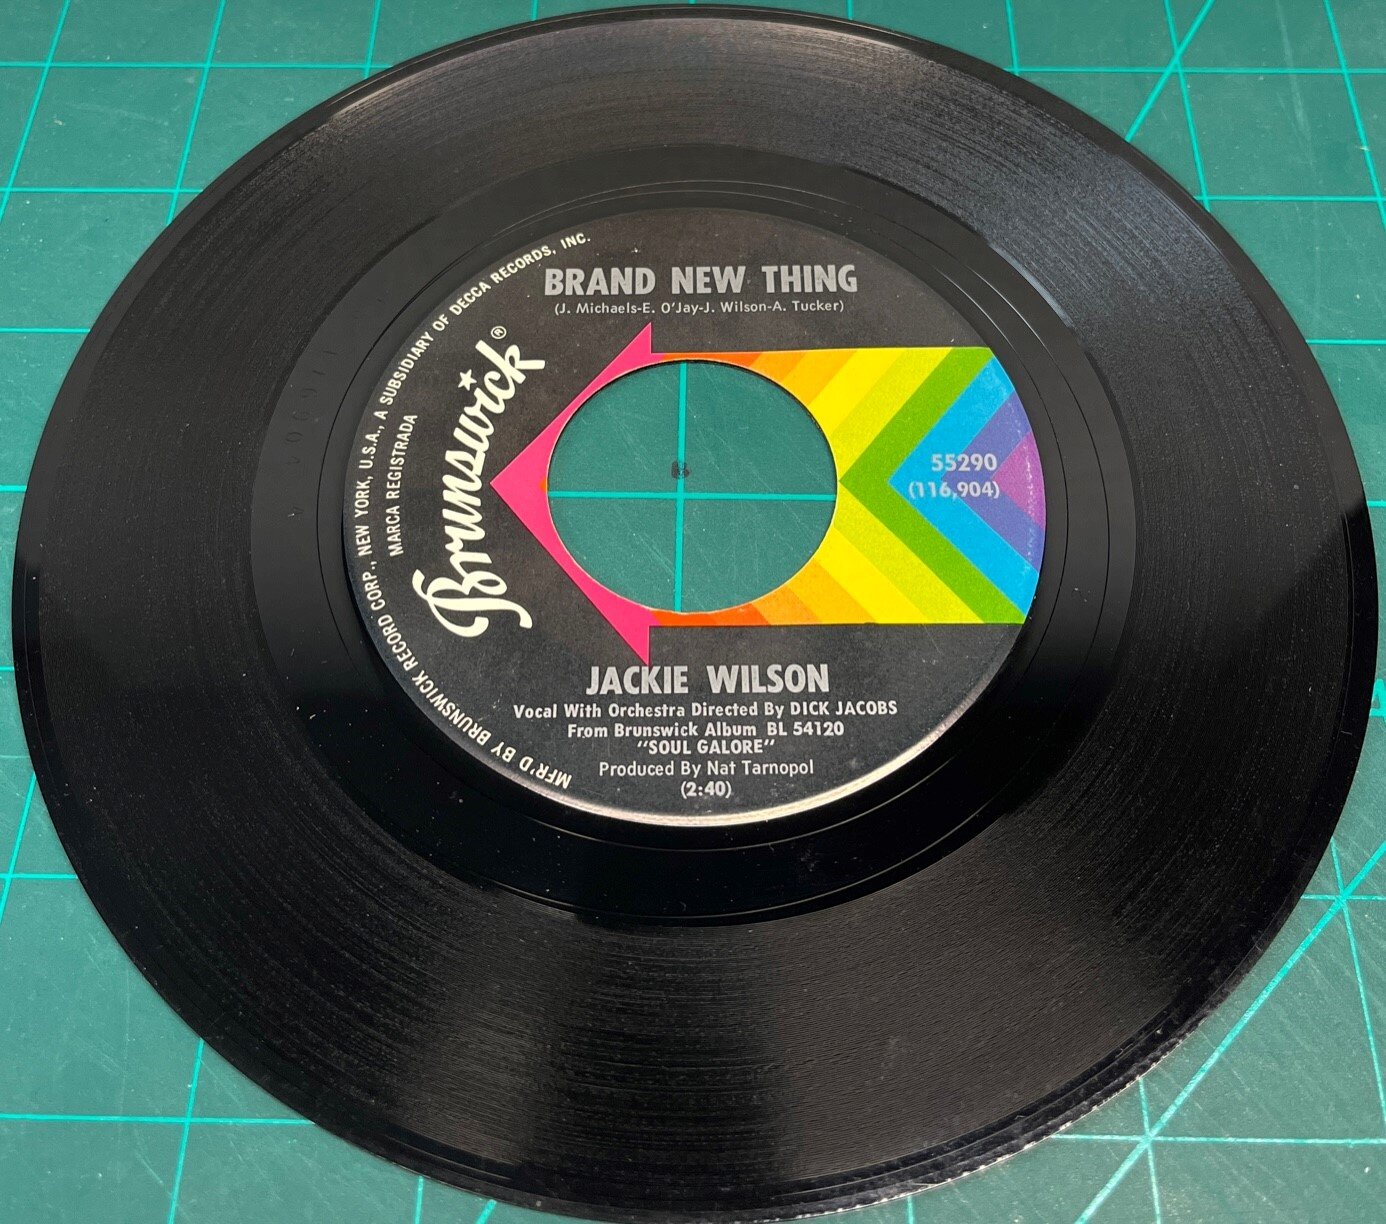 BRAND NEW THING
(J. Michaels-E. O'Jay-J. Wilson-A. Tucker)
Brunswick®
MARCA REGISTRADA
MFR'D BY BRUNSWICK RECORD CORP., NEW YORK, U.S.A., A SUBSIDIARY OF DECCA RECORDS, INC.
55290
(116,904)
JACKIE WILSON
Vocal With Orchestra Directed By DICK JACOBS
From Brunswick Album BL 54120
"SOUL GALORE"
Produced By Nat Tarnopol
(2:40)